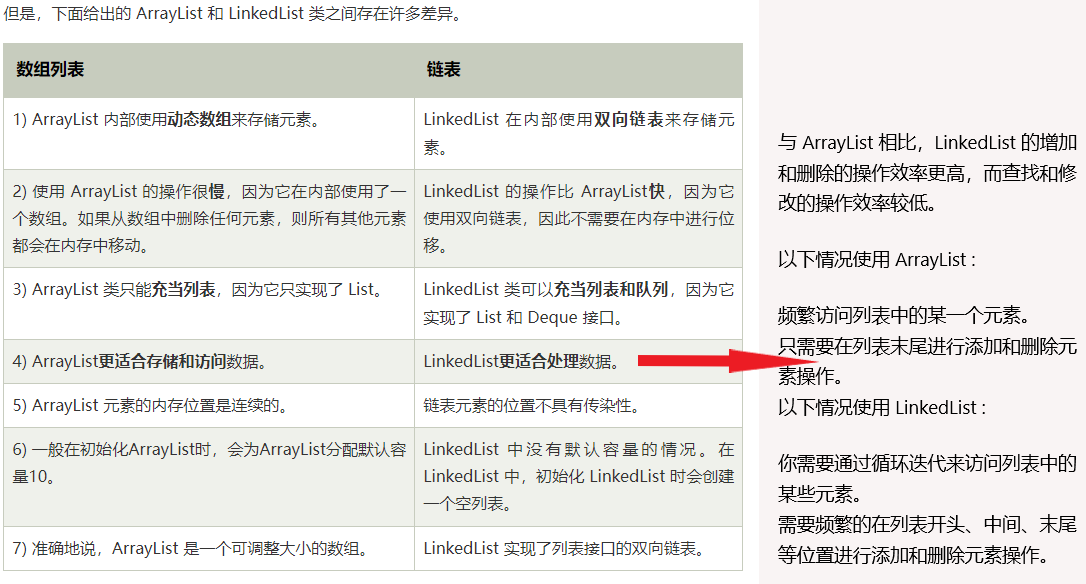 但是，下面给出的 ArrayList 和 LinkedList 类之间存在许多差异。
数组列表
链表
1) ArrayList 内部使用动态数组来存储元素。
LinkedList 在内部使用双向链表来存储元
素。
2) 使用 ArrayList 的操作很慢，因为它在内部使用了一
个数组。如果从数组中删除任何元素，则所有其他元素
都会在内存中移动。
LinkedList 的操作比 ArrayList快，因为它
使用双向链表，因此不需要在内存中进行位
移。
3) ArrayList 类只能充当列表，因为它只实现了 List。
LinkedList 类可以充当列表和队列，因为它
实现了 List 和 Deque 接口。
4) ArrayList更适合存储和访问数据。
LinkedList更适合处理数据。
5) ArrayList 元素的内存位置是连续的。
链表元素的位置不具有传染性。
6) 一般在初始化ArrayList时，会为ArrayList分配默认容
量10。
LinkedList 中没有默认容量的情况。在
LinkedList 中，初始化 LinkedList 时会创建
一个空列表。
7) 准确地说，ArrayList 是一个可调整大小的数组。
LinkedList 实现了列表接口的双向链表。
与 ArrayList 相比，LinkedList 的增加
和删除的操作效率更高，而查找和修
改的操作效率较低。
以下情况使用 ArrayList :
频繁访问列表中的某一个元素。
只需要在列表末尾进行添加和删除元
素操作。
以下情况使用 LinkedList :
你需要通过循环迭代来访问列表中的
某些元素。
需要频繁的在列表开头、中间、末尾
等位置进行添加和删除元素操作。